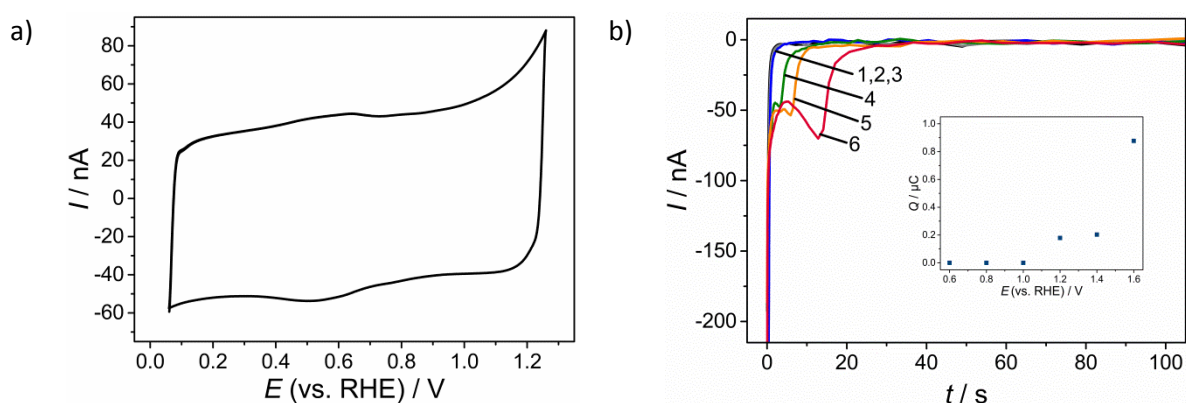 a)
I / nA
80
60
40
20
0
-20
-40
-60
0.0 0.2 0.4 0.6 0.8 1.0 1.2
E (vs. RHE) / V
b)
I / nA
0
-50
-100
-150
-200
1,2,3
4
5
6
Q / µC
1.0
0.8
0.6
0.4
0.2
0.0
0.6 0.8 1.0 1.2 1.4 1.6
E (vs. RHE) / V
0 20 40 60 80 100
t / s